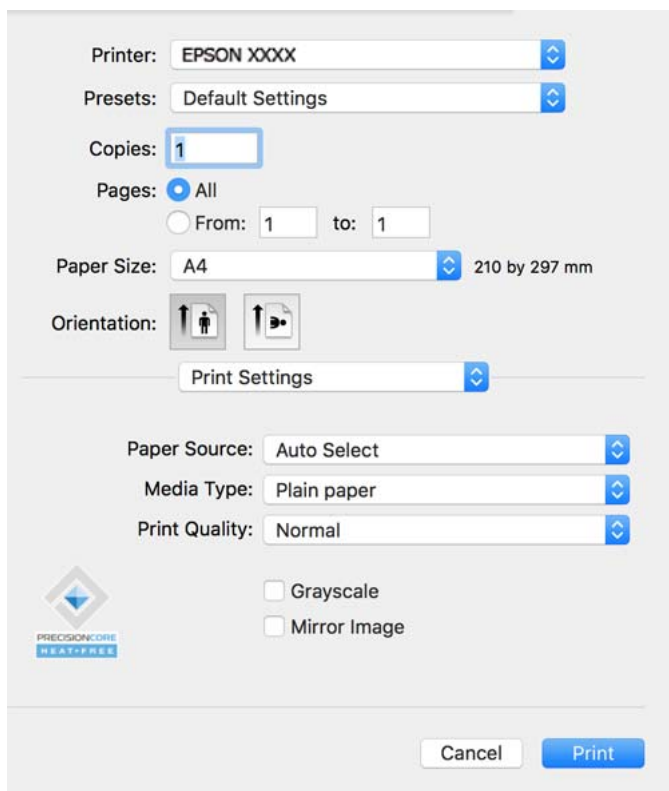 Printer: EPSON XXXX
Presets: Default Settings
Copies: 1
Pages: All
From: 1 to: 1
Paper Size: A4 210 by 297 mm
Orientation:
Print Settings
Paper Source: Auto Select
Media Type: Plain paper
Print Quality: Normal
Grayscale
Mirror Image
PRECISIONCORE
HEAT•FREE
Cancel Print